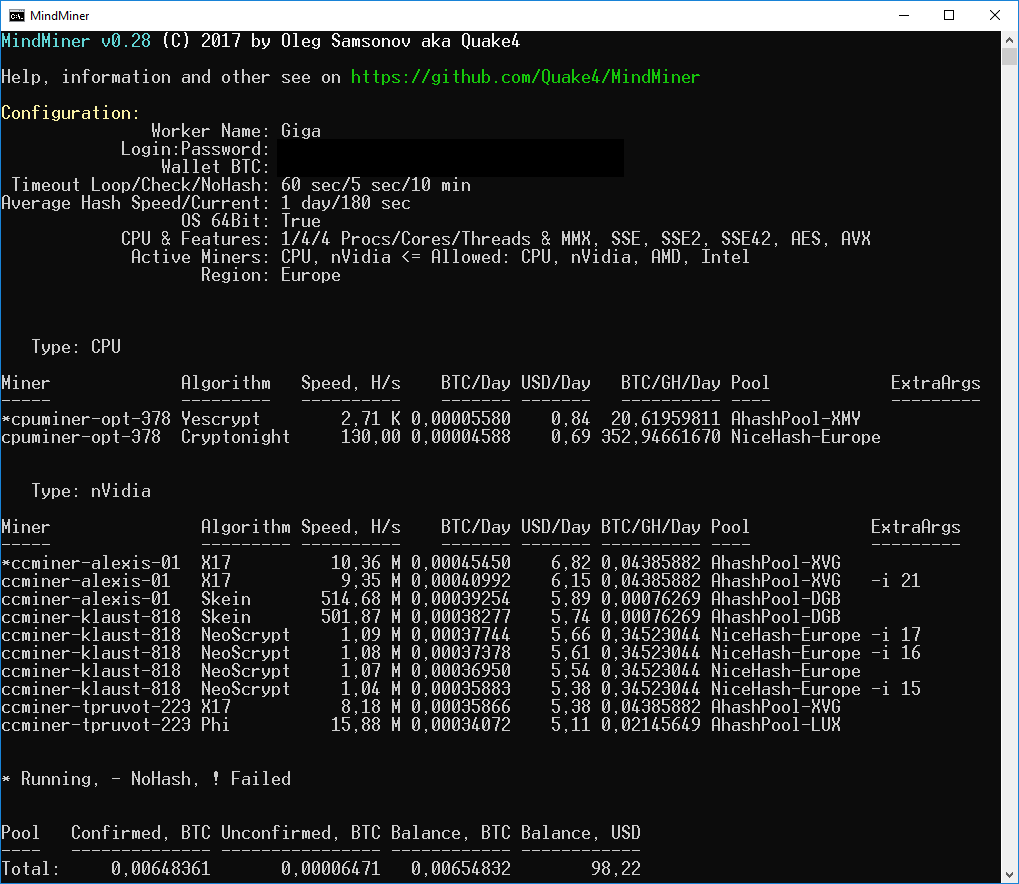 MindMiner
MindMiner v0.28 (C) 2017 by Oleg Samsonov aka Quake4
Help, information and other see on https://github.com/Quake4/MindMiner
Configuration:
Worker Name: Giga
Login:Password:
Wallet BTC:
Timeout Loop/Check/NoHash: 60 sec/5 sec/10 min
Average Hash Speed/Current: 1 day/180 sec
OS 64Bit: True
CPU & Features: 1/4/4 Procs/Cores/Threads & MMX, SSE, SSE2, SSE42, AES, AVX
Active Miners: CPU, nVidia <= Allowed: CPU, nVidia, AMD, Intel
Region: Europe
Type: CPU
Miner Algorithm Speed, H/s BTC/Day USD/Day BTC/GH/Day Pool ExtraArgs
----- --------- ---------- ------- ------- ---------- ---- ---------
*cpuminer-opt-378 Yescrypt 2,71 K 0,00005580 0,84 20,61959811 AhashPool-XMY
cpuminer-opt-378 Cryptonight 130,00 0,00004588 0,69 352,94661670 NiceHash-Europe
Type: nVidia
Miner Algorithm Speed, H/s BTC/Day USD/Day BTC/GH/Day Pool ExtraArgs
----- --------- ---------- ------- ------- ---------- ---- ---------
*ccminer-alexis-01 X17 10,36 M 0,00045450 6,82 0,04385882 AhashPool-XVG
ccminer-alexis-01 X17 9,35 M 0,00040992 6,15 0,04385882 AhashPool-XVG -i 21
ccminer-alexis-01 Skein 514,68 M 0,00039254 5,89 0,00076269 AhashPool-DGB
ccminer-klaust-818 Skein 501,87 M 0,00038277 5,74 0,00076269 AhashPool-DGB
ccminer-klaust-818 NeoScrypt 1,09 M 0,00037744 5,66 0,34523044 NiceHash-Europe -i 17
ccminer-klaust-818 NeoScrypt 1,08 M 0,00037378 5,61 0,34523044 NiceHash-Europe -i 16
ccminer-klaust-818 NeoScrypt 1,07 M 0,00036950 5,54 0,34523044 NiceHash-Europe
ccminer-klaust-818 NeoScrypt 1,04 M 0,00035883 5,38 0,34523044 NiceHash-Europe -i 15
ccminer-tpruvot-223 X17 8,18 M 0,00035866 5,38 0,04385882 AhashPool-XVG
ccminer-tpruvot-223 Phi 15,88 M 0,00034072 5,11 0,02145649 AhashPool-LUX
* Running, - NoHash, ! Failed
Pool Confirmed, BTC Unconfirmed, BTC Balance, BTC Balance, USD
---- -------------- ---------------- ------------ ------------
Total: 0,00648361 0,00006471 0,00654832 98,22